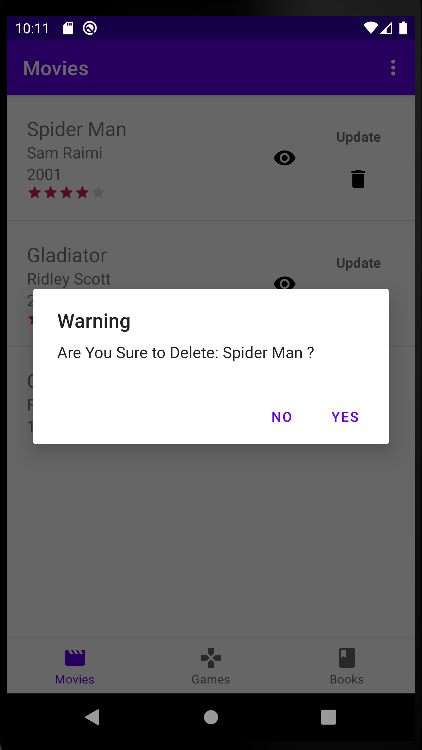 10:11
Movies
Spider Man
Sam Raimi
2001
Update
Gladiator
Ridley Scott
Update
Warning
Are You Sure to Delete: Spider Man ?
NO
YES
Movies
Games
Books